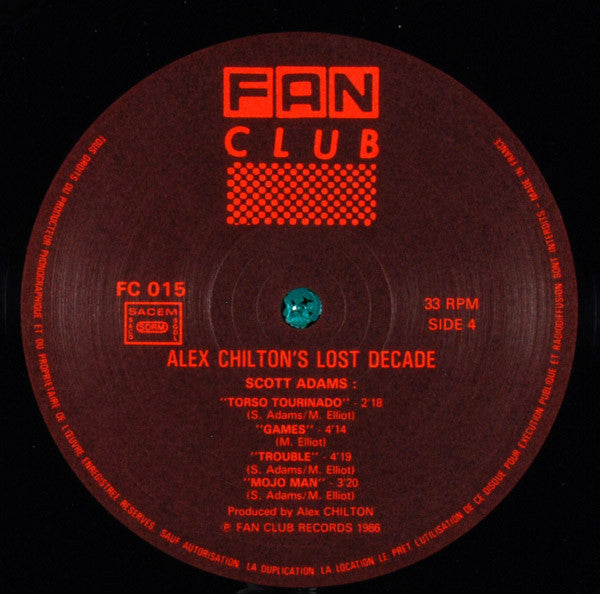 FAN
CLUB
FC 015
SACEM
SACD
SDRM
SGDL
33 RPM
SIDE 4
ALEX CHILTON'S LOST DECADE
SCOTT ADAMS :
"TORSO TOURINADO" - 2'18
(S. Adams/M. Elliot)
"GAMES" - 4'14
(M. Elliot)
"TROUBLE" - 4'19
(S. Adams/M. Elliot)
"MOJO MAN" - 3'20
(S. Adams/M. Elliot)
Produced by Alex CHILTON
℗ FAN CLUB RECORDS 1986
TOUS DROITS DU PRODUCTEUR PHONOGRAPHIQUE ET DU PROPRIETAIRE DE L'ŒUVRE ENREGISTREE RESERVES. SAUF AUTORISATION LA DUPLICATION, LA LOCATION, LE PRET, L'UTILISATION DE CE DISQUE POUR EXECUTION PUBLIQUE ET RADIODIFFUSION SONT INTERDITS - MADE IN FRANCE